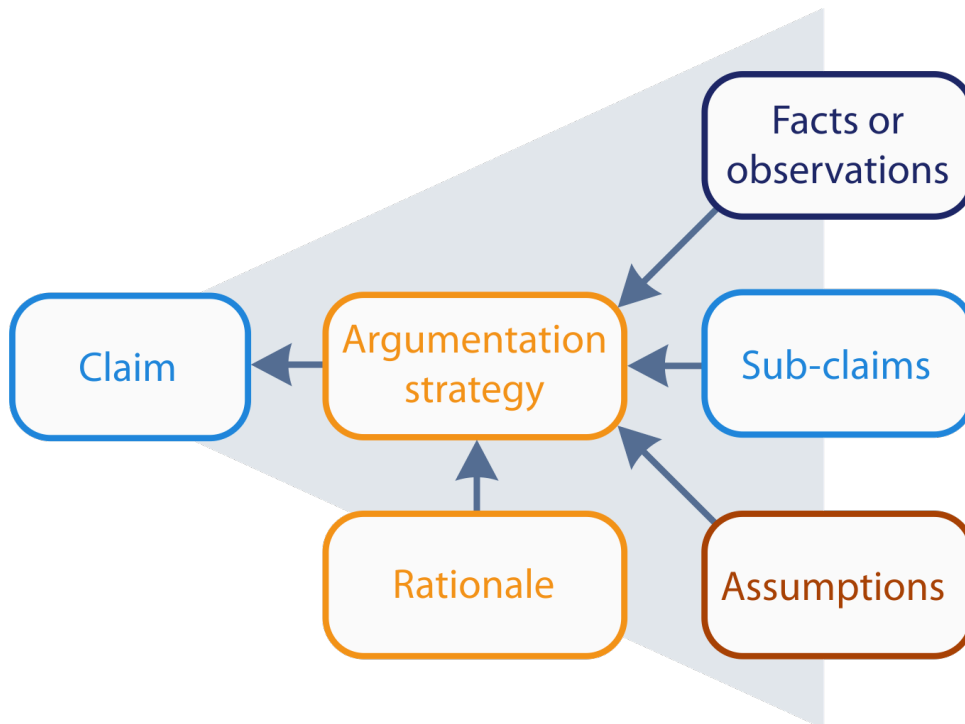 Facts or
observations
Claim
Argumentation
strategy
Sub-claims
Rationale
Assumptions